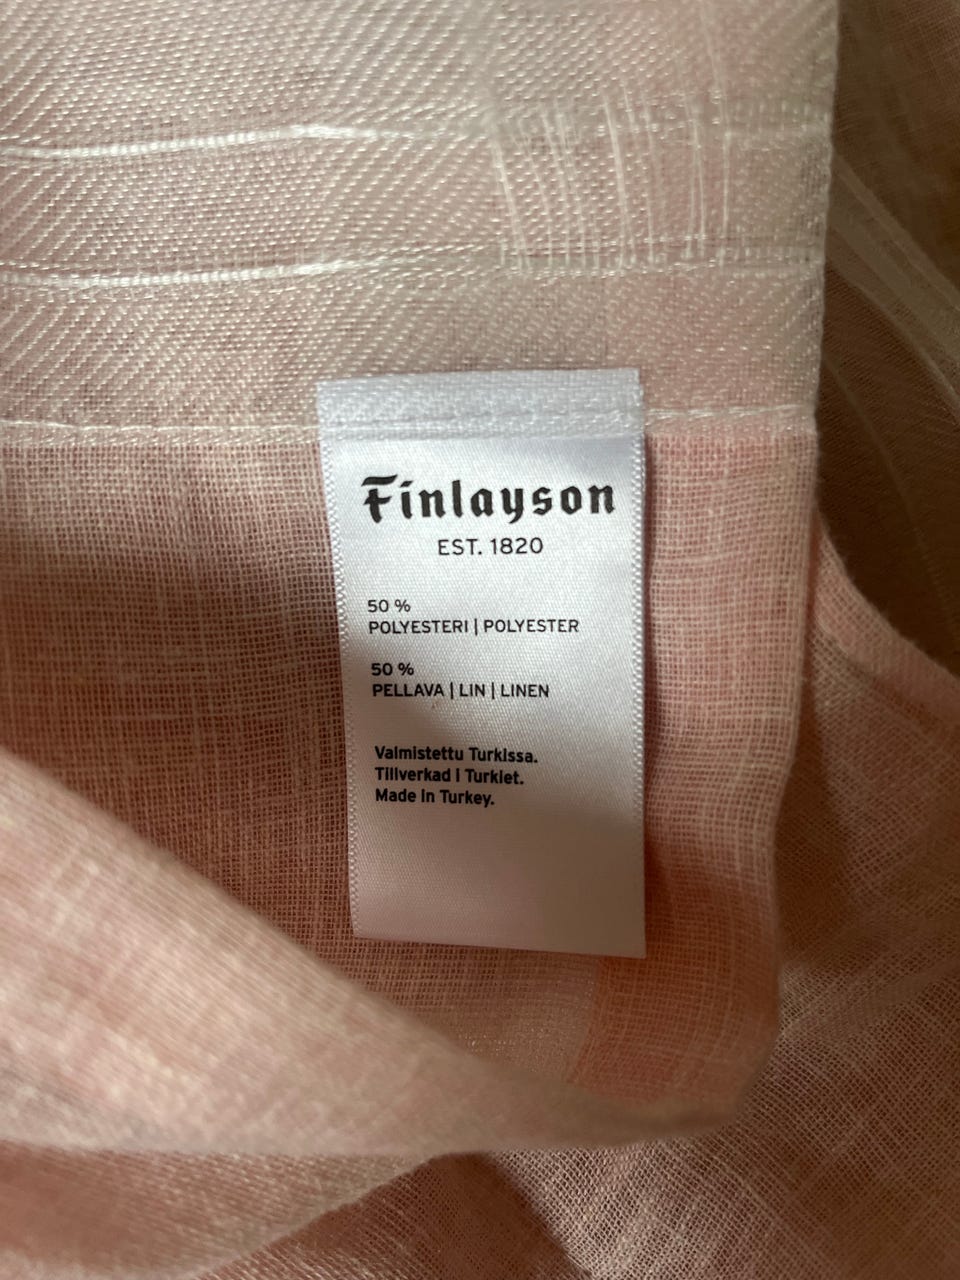 Finlayson
EST. 1820
50 %
POLYESTERI | POLYESTER
50 %
PELLAVA | LIN | LINEN
Valmistettu Turkissa.
Tillverkad i Turkiet.
Made in Turkey.